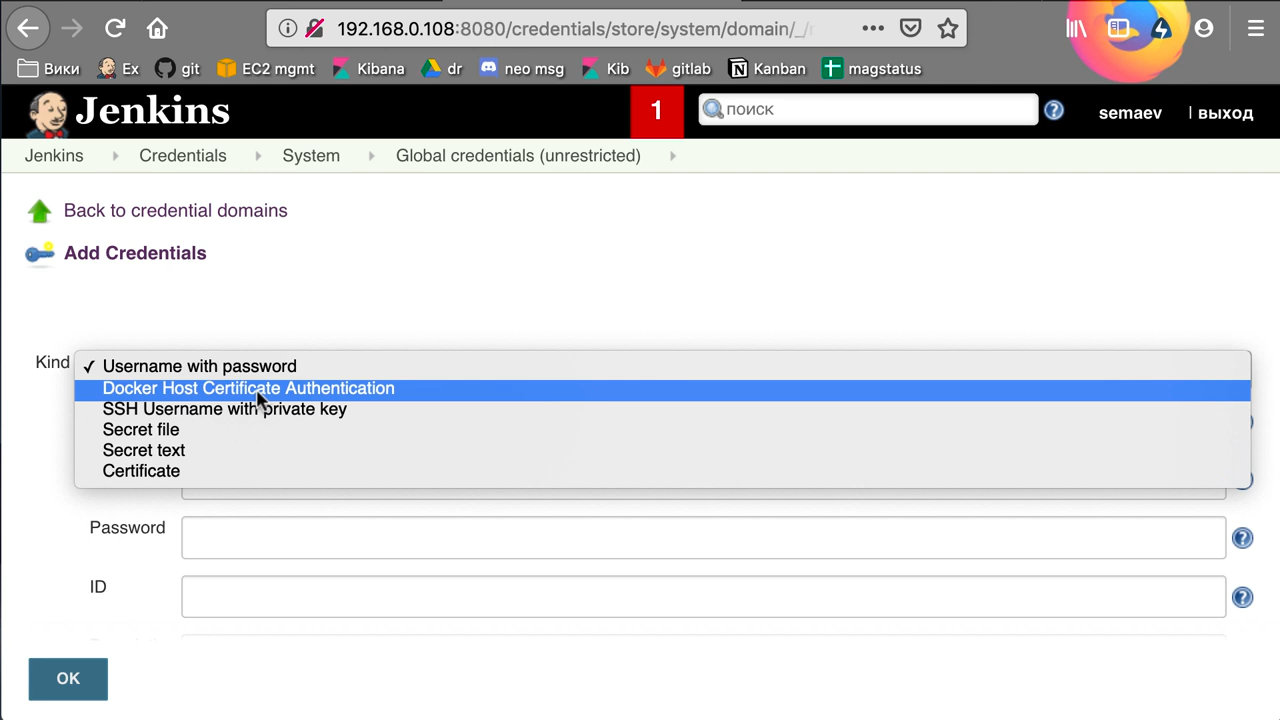 192.168.0.108:8080/credentials/store/system/domain/_/
Вики Ex git EC2 mgmt Kibana dr neo msg Kib gitlab Kanban magstatus
Jenkins 1 поиск semaev | выход
Jenkins Credentials System Global credentials (unrestricted)
Back to credential domains
Add Credentials
Kind ✓ Username with password
Docker Host Certificate Authentication
SSH Username with private key
Secret file
Secret text
Certificate
Password
ID
OK